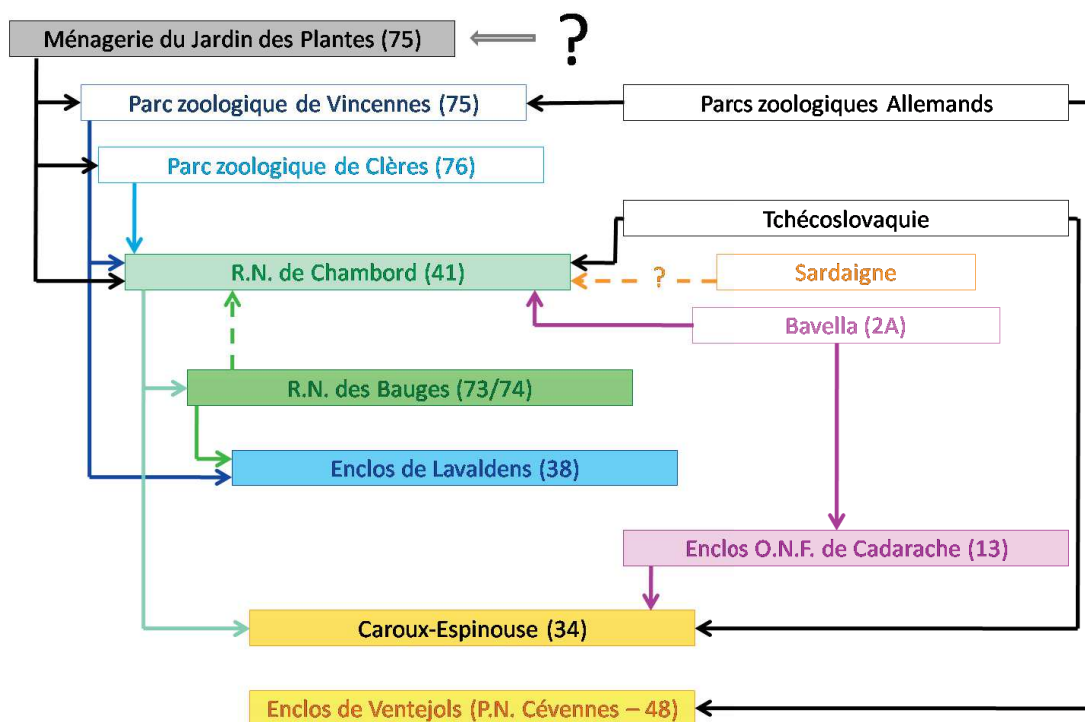 Ménagerie du Jardin des Plantes (75)
?
Parc zoologique de Vincennes (75)
Parcs zoologiques Allemands
Parc zoologique de Clères (76)
Tchécoslovaquie
R.N. de Chambord (41)
?
Sardaigne
Bavella (2A)
R.N. des Bauges (73/74)
Enclos de Lavaldens (38)
Enclos O.N.F. de Cadarache (13)
Caroux-Espinouse (34)
Enclos de Ventejols (P.N. Cévennes – 48)